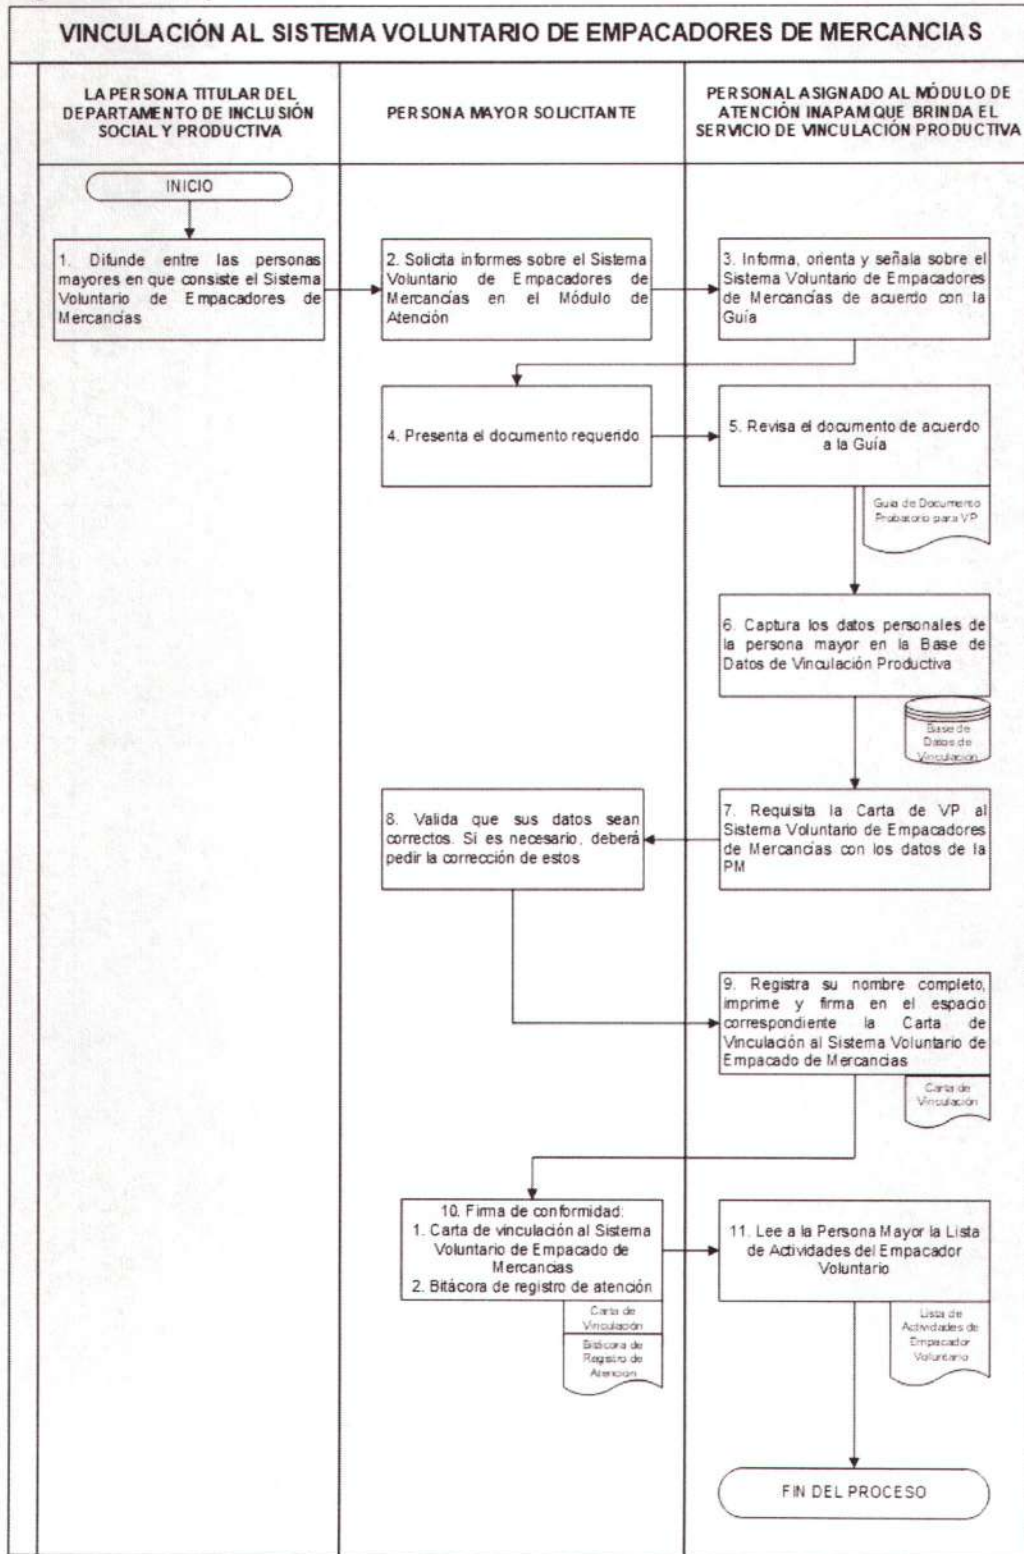 VINCULACIÓN AL SISTEMA VOLUNTARIO DE EMPACADORES DE MERCANCIAS
LA PERSONA TITULAR DEL
DEPARTAMENTO DE INCLUSIÓN
SOCIAL Y PRODUCTIVA
PERSONA MAYOR SOLICITANTE
PERSONAL ASIGNADO AL MÓDULO DE
ATENCIÓN INAPAM QUE BRINDA EL
SERVICIO DE VINCULACIÓN PRODUCTIVA
INICIO
1. Difunde entre las personas
mayores en que consiste el Sistema
Voluntario de Empacadores de
Mercancías
2. Solicita informes sobre el Sistema
Voluntario de Empacadores de
Mercancías en el Módulo de
Atención
3. Informa, orienta y señala sobre el
Sistema Voluntario de Empacadores
de Mercancías de acuerdo con la
Guía
4. Presenta el documento requerido
5. Revisa el documento de acuerdo
a la Guía
Guia de Documento
Probatorio para VP
6. Captura los datos personales de
la persona mayor en la Base de
Datos de Vinculación Productiva
Base de
Datos de
Vinculación
7. Requisita la Carta de VP al
Sistema Voluntario de Empacadores
de Mercancías con los datos de la
PM
8. Valida que sus datos sean
correctos. Si es necesario, deberá
pedir la corrección de estos
9. Registra su nombre completo,
imprime y firma en el espacio
correspondiente la Carta de
Vinculación al Sistema Voluntario de
Empacado de Mercancias
Carta de
Vinculación
10. Firma de conformidad:
1. Carta de vinculación al Sistema
Voluntario de Empacado de
Mercancias
2. Bitácora de registro de atención
Carta de
Vinculación
Bitácora de
Registro de
Atención
11. Lee a la Persona Mayor la Lista
de Actividades del Empacador
Voluntario
Lista de
Actividades de
Empacador
Voluntario
FIN DEL PROCESO